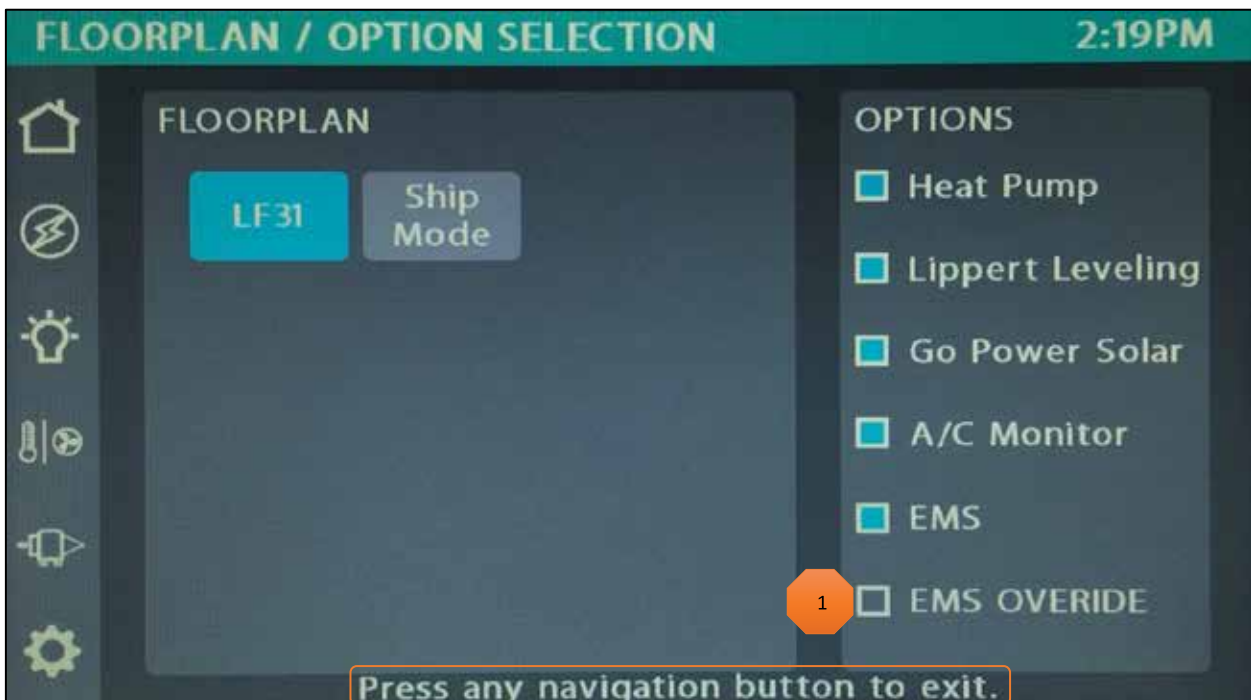 FLOORPLAN / OPTION SELECTION
2:19PM
FLOORPLAN
LF31
Ship
Mode
OPTIONS
Heat Pump
Lippert Leveling
Go Power Solar
A/C Monitor
EMS
1
EMS OVERIDE
Press any navigation button to exit.